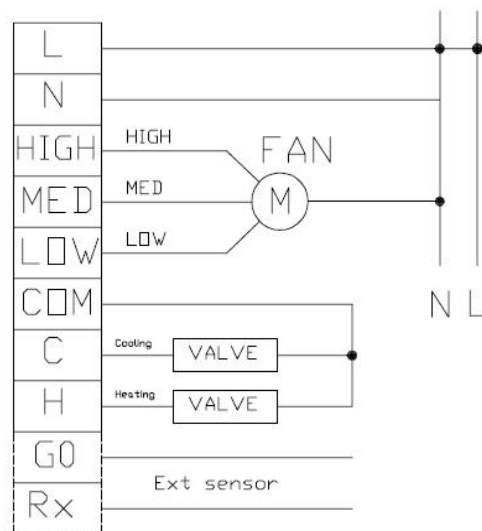 L
N
HIGH HIGH
FAN
MED MED
M
LOW LOW
COM
N L
C Cooling VALVE
H Heating VALVE
G0
Ext sensor
Rx